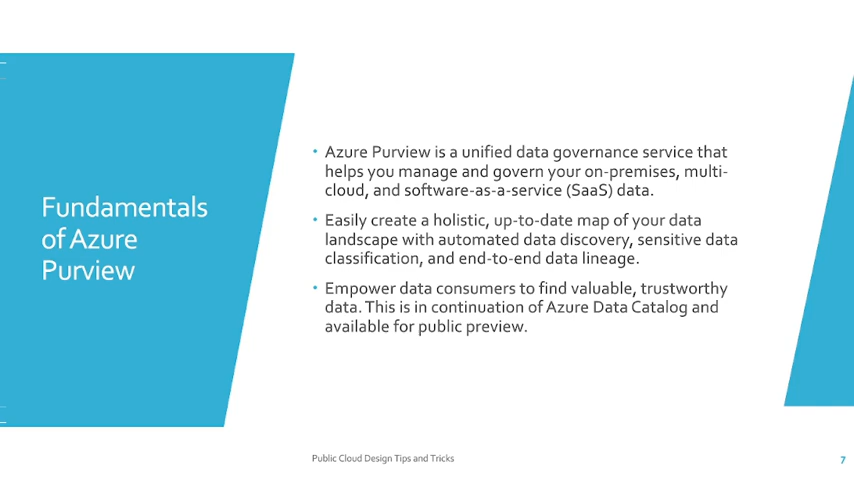 Fundamentals
of Azure
Purview
• Azure Purview is a unified data governance service that
helps you manage and govern your on-premises, multi-
cloud, and software-as-a-service (SaaS) data.
• Easily create a holistic, up-to-date map of your data
landscape with automated data discovery, sensitive data
classification, and end-to-end data lineage.
• Empower data consumers to find valuable, trustworthy
data. This is in continuation of Azure Data Catalog and
available for public preview.
Public Cloud Design Tips and Tricks
7